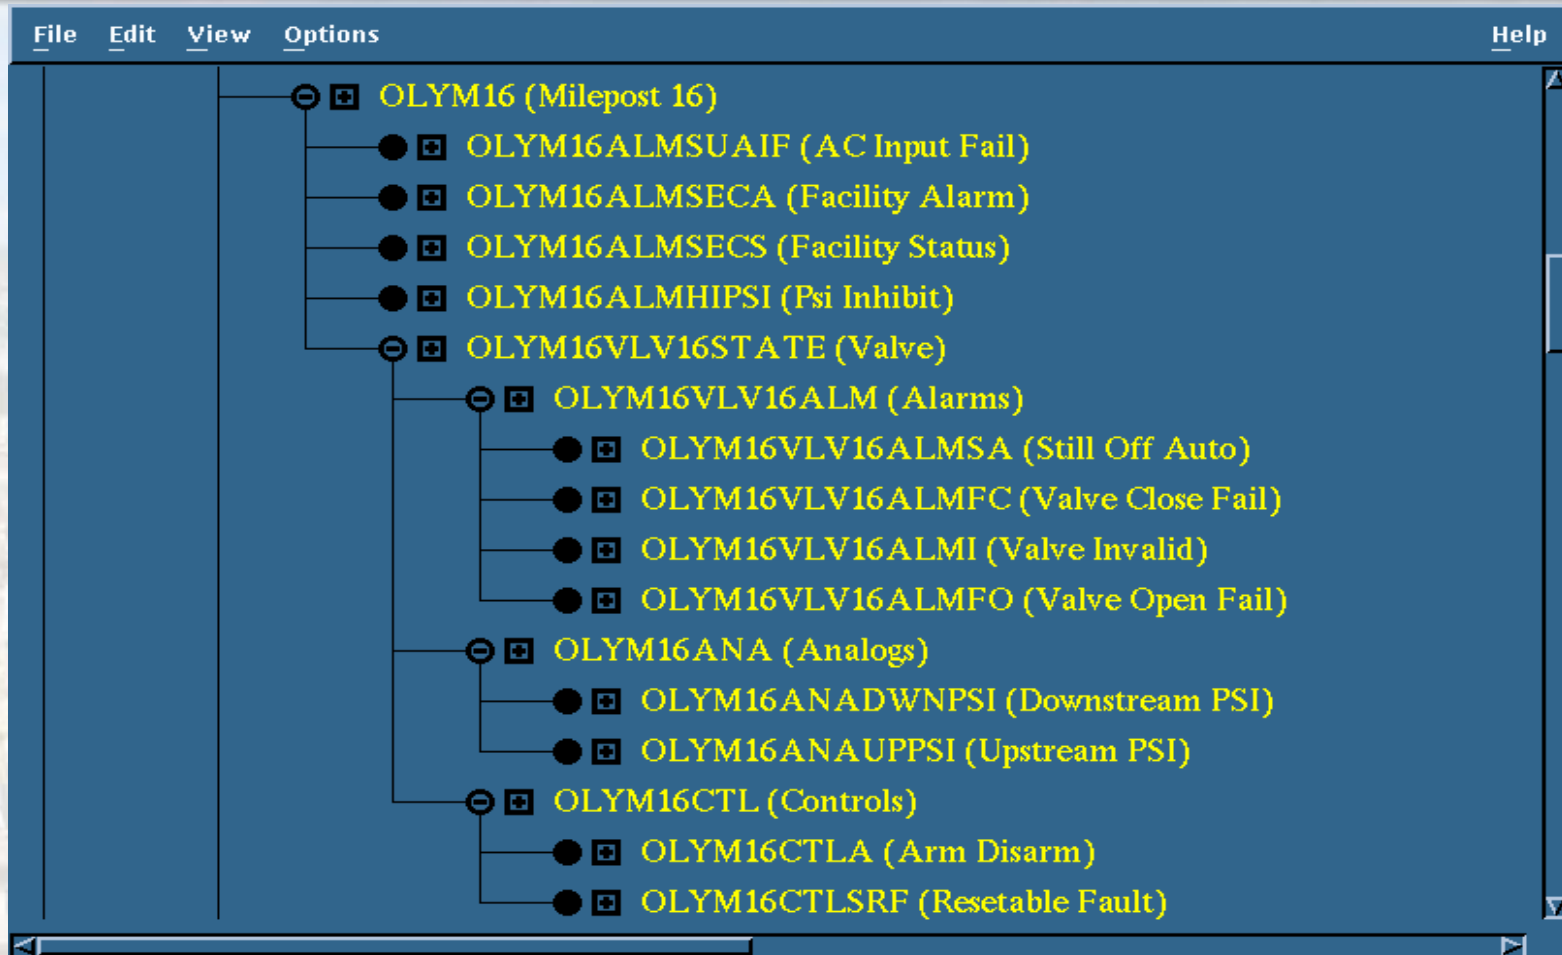 File Edit View Options Help
OLYM16 (Milepost 16)
OLYM16ALMSUAIF (AC Input Fail)
OLYM16ALMSECA (Facility Alarm)
OLYM16ALMSECS (Facility Status)
OLYM16ALMHIPSI (Psi Inhibit)
OLYM16VLV16STATE (Valve)
OLYM16VLV16ALM (Alarms)
OLYM16VLV16ALMSA (Still Off Auto)
OLYM16VLV16ALMFC (Valve Close Fail)
OLYM16VLV16ALMI (Valve Invalid)
OLYM16VLV16ALMFO (Valve Open Fail)
OLYM16ANA (Analogs)
OLYM16ANADWNPSI (Downstream PSI)
OLYM16ANAUPPSI (Upstream PSI)
OLYM16CTL (Controls)
OLYM16CTLA (Arm Disarm)
OLYM16CTLSRF (Resetable Fault)